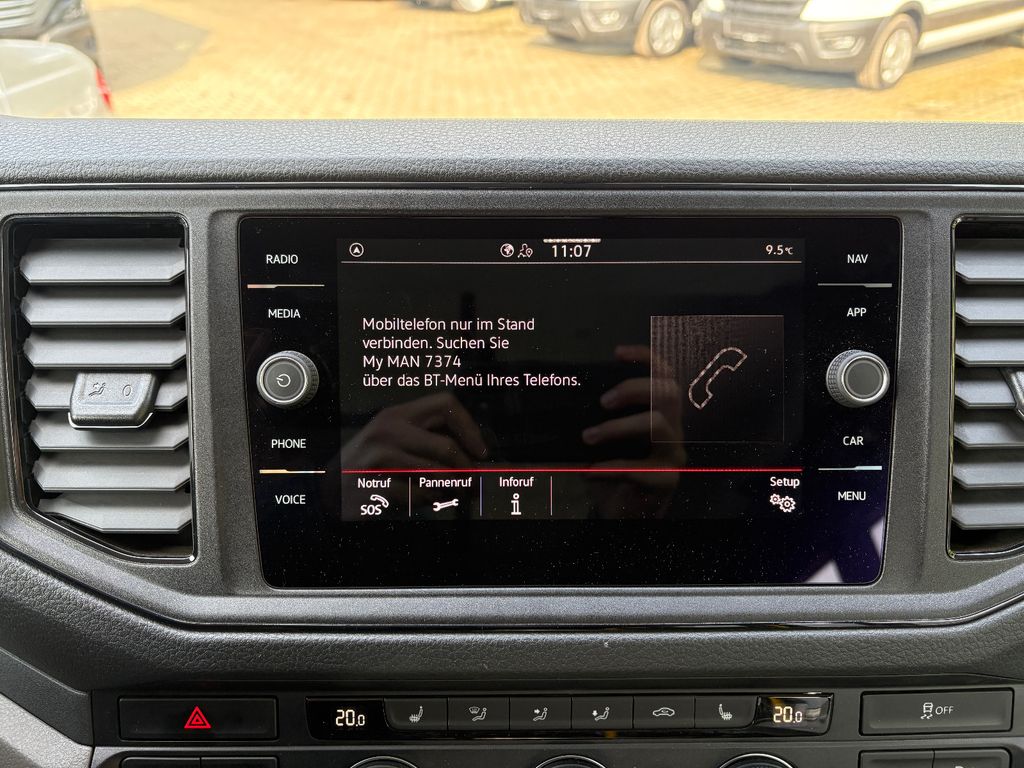 RADIO
MEDIA
PHONE
VOICE
11:07
9.5°C
Mobiltelefon nur im Stand
verbinden. Suchen Sie
My MAN 7374
über das BT-Menü Ihres Telefons.
Notruf
SOS
Pannenruf
Inforuf
i
Setup
NAV
APP
CAR
MENU
0
20.0
20.0
OFF